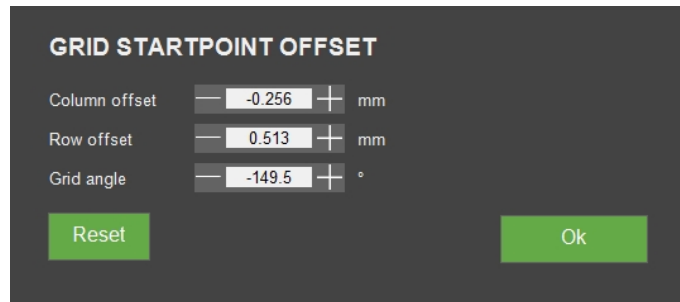 GRID STARTPOINT OFFSET
Column offset — -0.256 + mm
Row offset — 0.513 + mm
Grid angle — -149.5 + °
Reset Ok